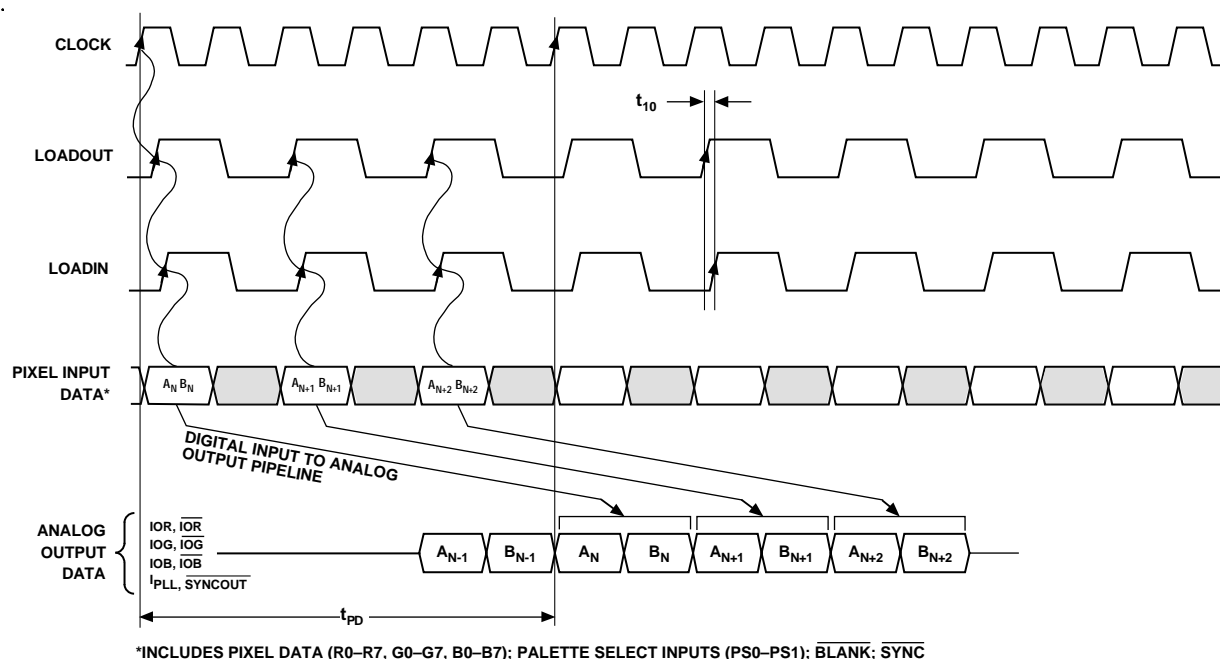 CLOCK
t10
LOADOUT
LOADIN
PIXEL INPUT
DATA*
AN BN
AN+1 BN+1
AN+2 BN+2
DIGITAL INPUT TO ANALOG
OUTPUT PIPELINE
ANALOG
OUTPUT
DATA
IOR, IOR
IOG, IOG
IOB, IOB
IPLL, SYNCOUT
AN-1
BN-1
AN
BN
AN+1
BN+1
AN+2
BN+2
tPD
*INCLUDES PIXEL DATA (R0–R7, G0–G7, B0–B7); PALETTE SELECT INPUTS (PS0–PS1); BLANK; SYNC